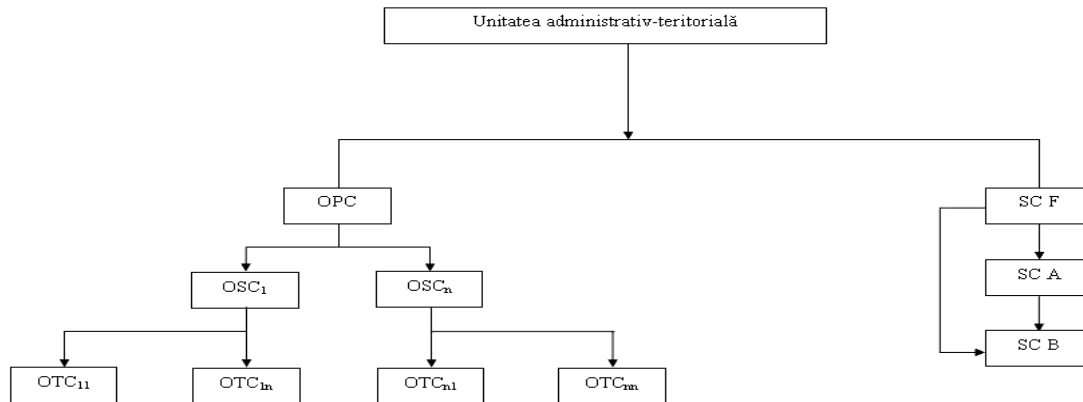 Unitatea administrativ-teritorială
OPC
SC F
OSC₁
OSCₙ
SC A
SC B
OTC₁₁
OTC₁ₙ
OTCₙ₁
OTCₙₙ